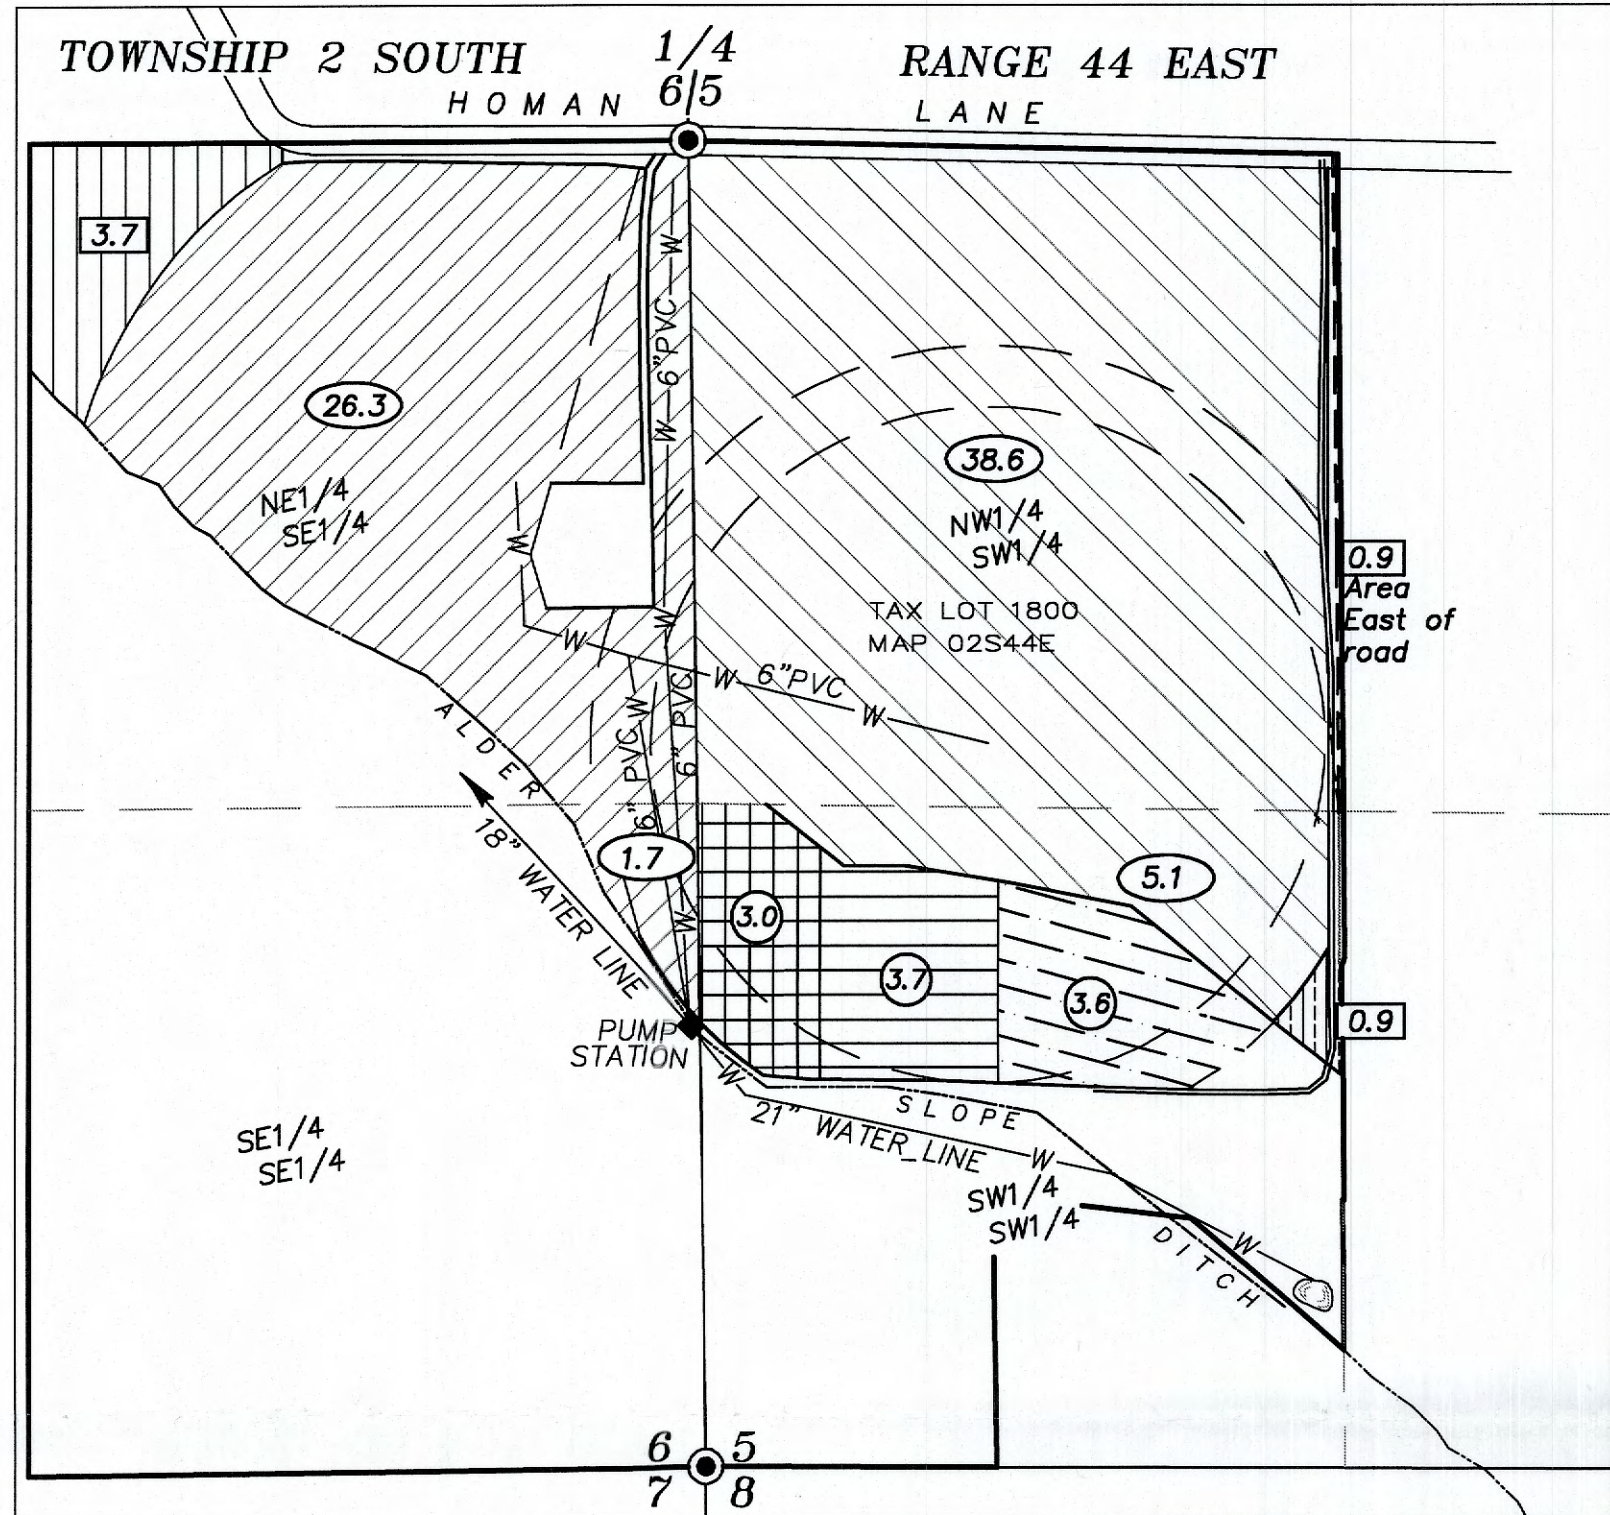 TOWNSHIP 2 SOUTH
1/4
RANGE 44 EAST
6|5
HOMAN
LANE
3.7
W
6"PVC
W
26.3
38.6
NE1/4
SE1/4
NW1/4
SW1/4
W
0.9
Area
East of
road
TAX LOT 1800
MAP 02S44E
W
W
W
6"PVC
W
W
6" PVC
6" PVC
W
ALDER
18" WATER LINE
1.7
5.1
3.0
W
3.7
3.6
0.9
PUMP
STATION
W
SLOPE
21" WATER LINE
W
SE1/4
SE1/4
SW1/4
SW1/4
W
DITCH
6
5
7
8